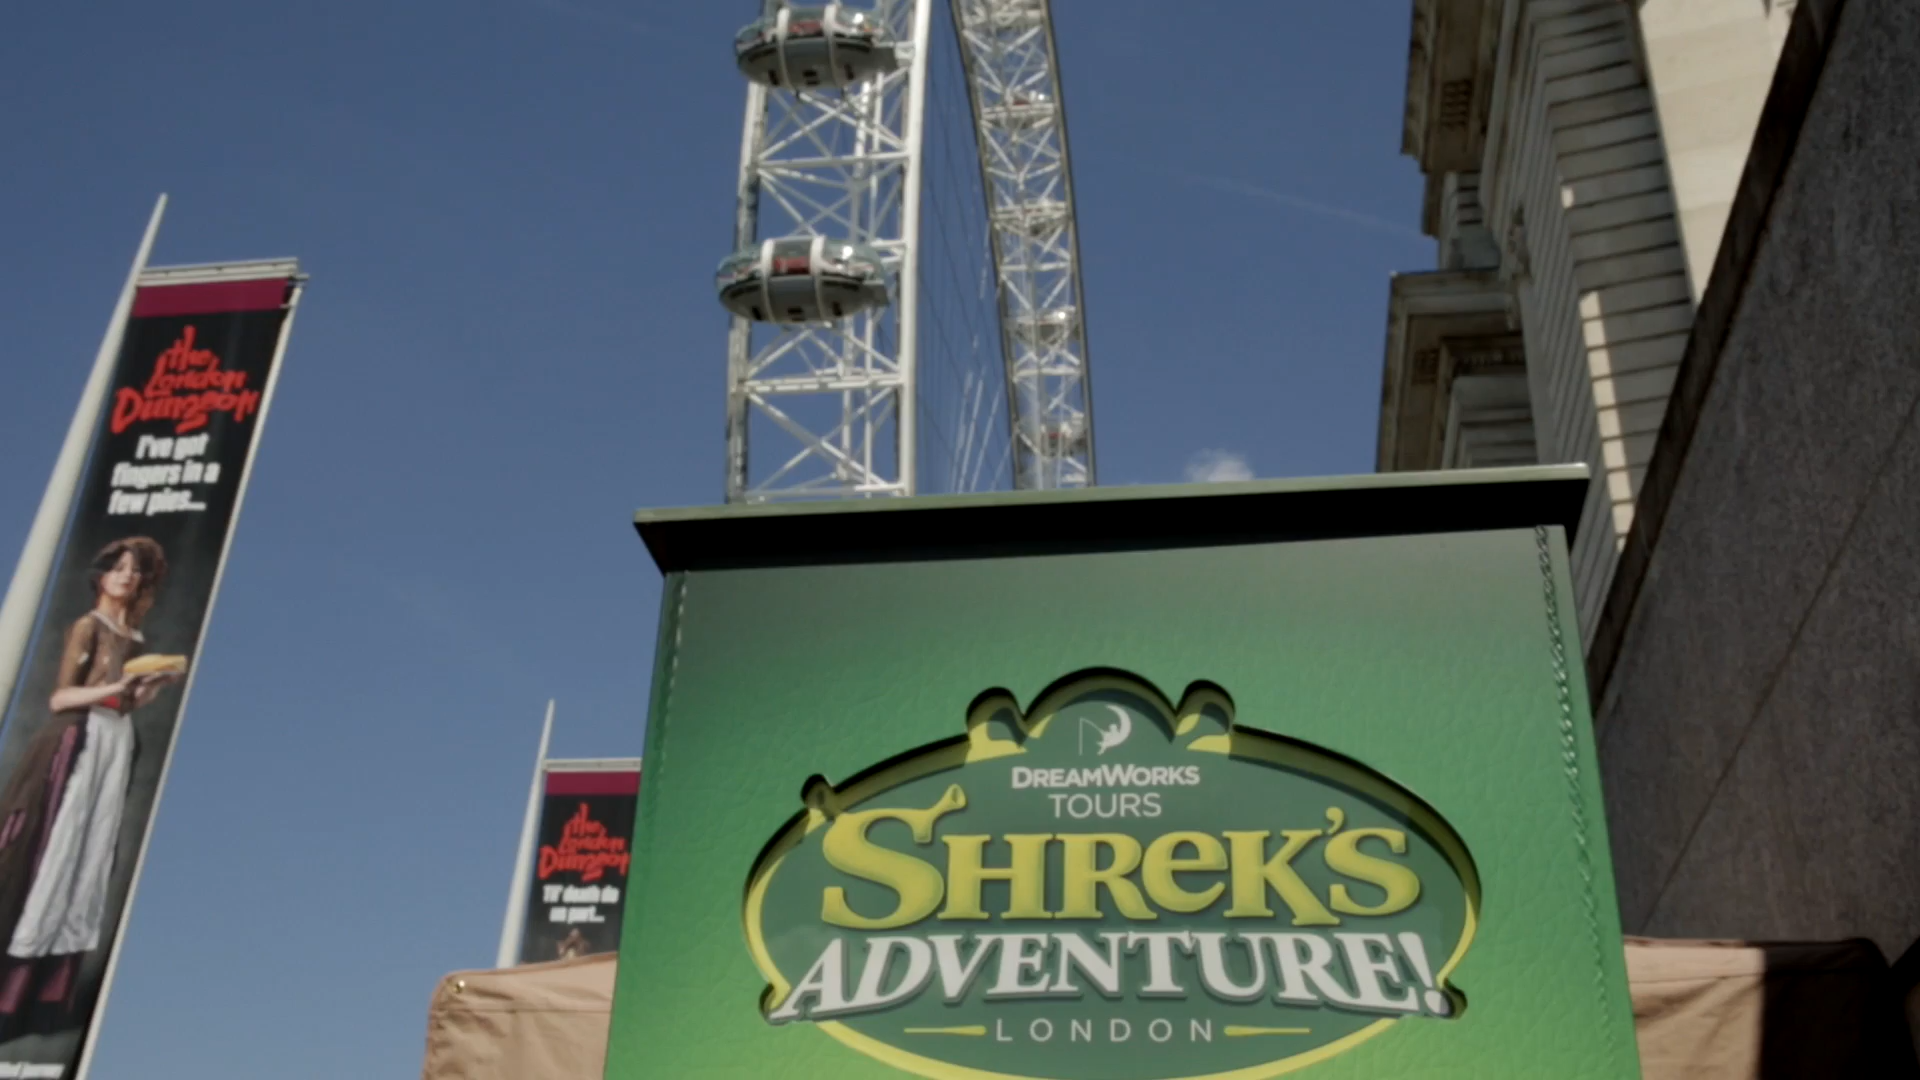 the
London
Dungeon
I've got
fingers in a
few pies...
the
London
Dungeon
'Til death do
us part...
DREAMWORKS
TOURS
SHREK'S
ADVENTURE!
LONDON